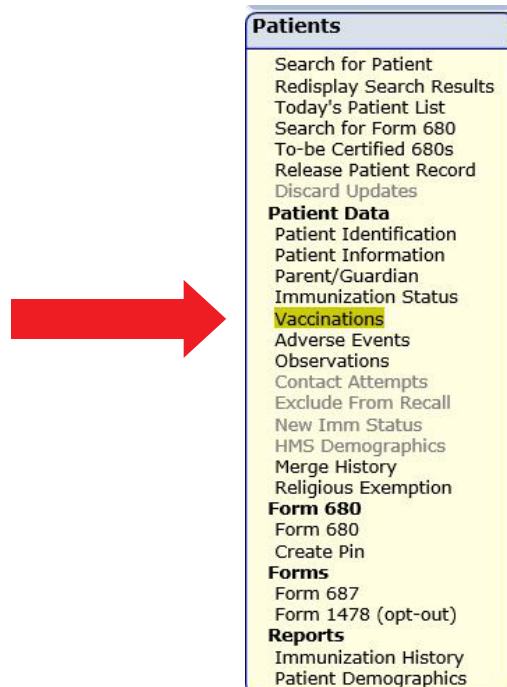 Patients
Search for Patient
Redisplay Search Results
Today's Patient List
Search for Form 680
To-be Certified 680s
Release Patient Record
Discard Updates
Patient Data
Patient Identification
Patient Information
Parent/Guardian
Immunization Status
Vaccinations
Adverse Events
Observations
Contact Attempts
Exclude From Recall
New Imm Status
HMS Demographics
Merge History
Religious Exemption
Form 680
Form 680
Create Pin
Forms
Form 687
Form 1478 (opt-out)
Reports
Immunization History
Patient Demographics